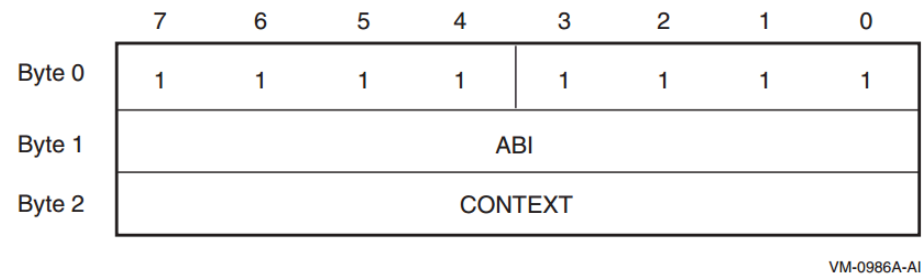 7 6 5 4 3 2 1 0
Byte 0 1 1 1 1 1 1 1 1
Byte 1 ABI
Byte 2 CONTEXT
VM-0986A-AI